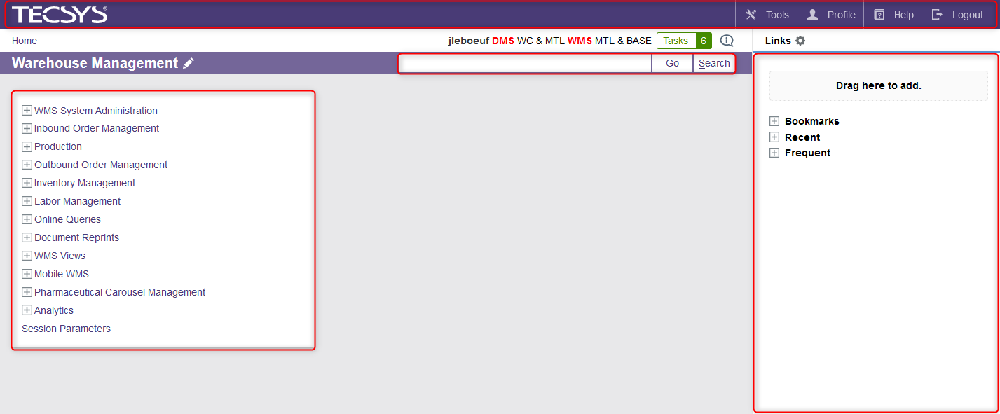 TECSYS® Tools Profile Help Logout
Home jleboeuf DMS WC & MTL WMS MTL & BASE Tasks 6 Links
Warehouse Management Go Search
Drag here to add.
WMS System Administration
Inbound Order Management
Production
Outbound Order Management
Inventory Management
Labor Management
Online Queries
Document Reprints
WMS Views
Mobile WMS
Pharmaceutical Carousel Management
Analytics
Session Parameters
Bookmarks
Recent
Frequent